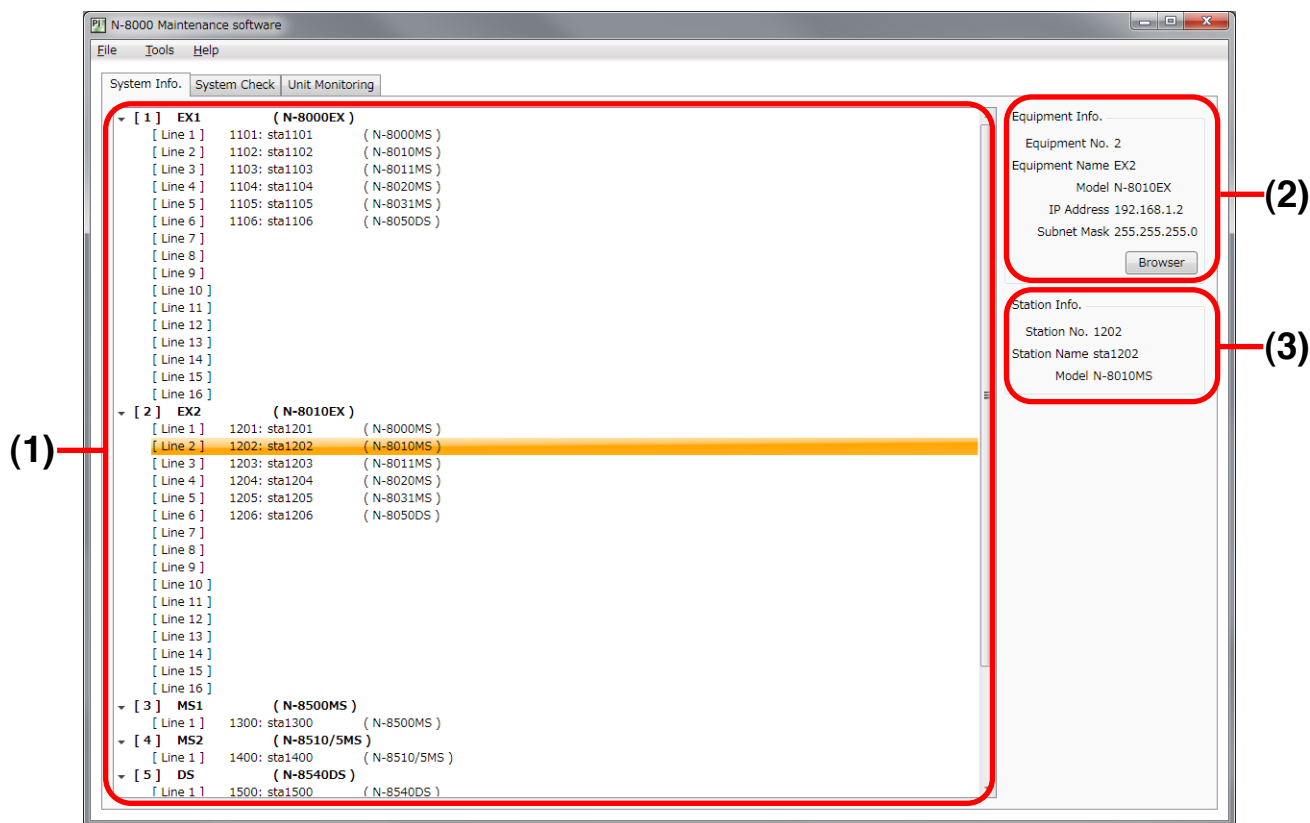 N-8000 Maintenance software
File Tools Help
System Info. System Check Unit Monitoring
[ 1 ] EX1 ( N-8000EX )
[ Line 1 ] 1101: sta1101 ( N-8000MS )
[ Line 2 ] 1102: sta1102 ( N-8010MS )
[ Line 3 ] 1103: sta1103 ( N-8011MS )
[ Line 4 ] 1104: sta1104 ( N-8020MS )
[ Line 5 ] 1105: sta1105 ( N-8031MS )
[ Line 6 ] 1106: sta1106 ( N-8050DS )
[ Line 7 ]
[ Line 8 ]
[ Line 9 ]
[ Line 10 ]
[ Line 11 ]
[ Line 12 ]
[ Line 13 ]
[ Line 14 ]
[ Line 15 ]
[ Line 16 ]
[ 2 ] EX2 ( N-8010EX )
[ Line 1 ] 1201: sta1201 ( N-8000MS )
[ Line 2 ] 1202: sta1202 ( N-8010MS )
[ Line 3 ] 1203: sta1203 ( N-8011MS )
[ Line 4 ] 1204: sta1204 ( N-8020MS )
[ Line 5 ] 1205: sta1205 ( N-8031MS )
[ Line 6 ] 1206: sta1206 ( N-8050DS )
[ Line 7 ]
[ Line 8 ]
[ Line 9 ]
[ Line 10 ]
[ Line 11 ]
[ Line 12 ]
[ Line 13 ]
[ Line 14 ]
[ Line 15 ]
[ Line 16 ]
[ 3 ] MS1 ( N-8500MS )
[ Line 1 ] 1300: sta1300 ( N-8500MS )
[ 4 ] MS2 ( N-8510/5MS )
[ Line 1 ] 1400: sta1400 ( N-8510/5MS )
[ 5 ] DS ( N-8540DS )
[ Line 1 ] 1500: sta1500 ( N-8540DS )
(1)
Equipment Info.
Equipment No. 2
Equipment Name EX2
Model N-8010EX
IP Address 192.168.1.2
Subnet Mask 255.255.255.0
Browser
(2)
Station Info.
Station No. 1202
Station Name sta1202
Model N-8010MS
(3)